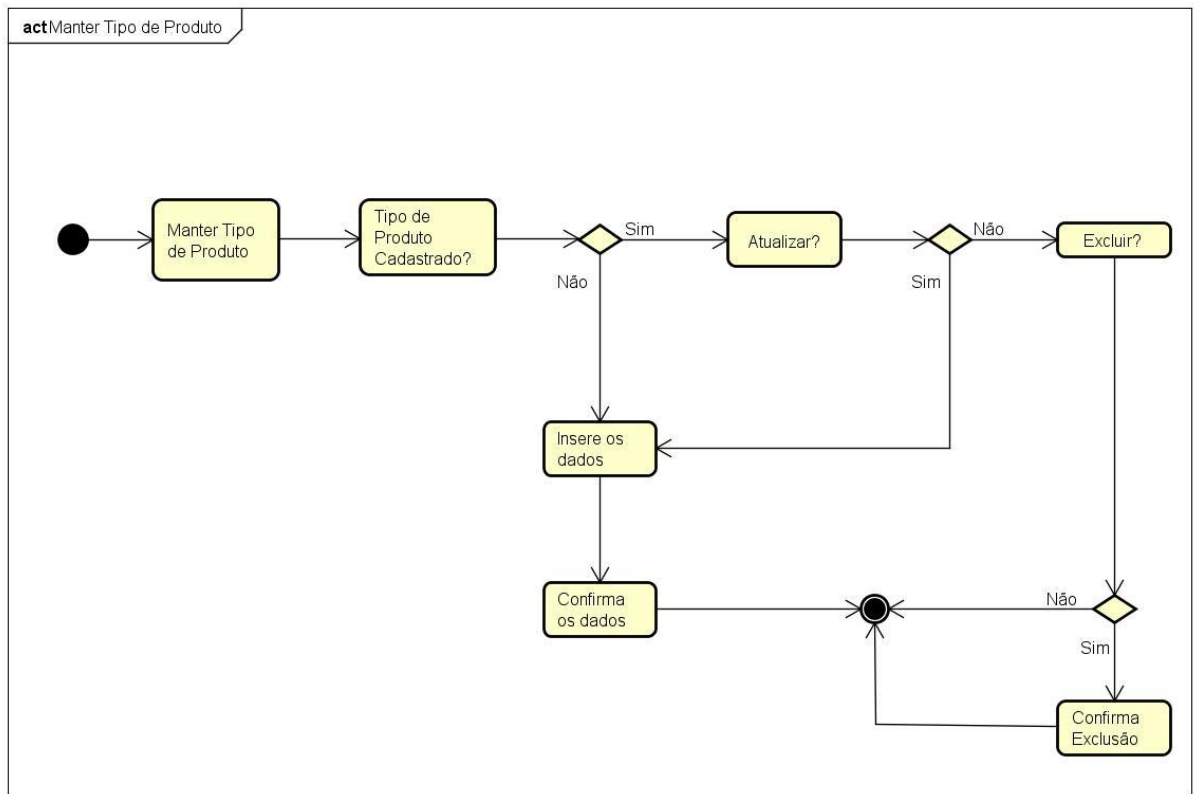 act Manter Tipo de Produto
Manter Tipo
de Produto
Tipo de
Produto
Cadastrado?
Sim
Não
Atualizar?
Não
Sim
Excluir?
Insere os
dados
Confirma
os dados
Não
Sim
Confirma
Exclusão